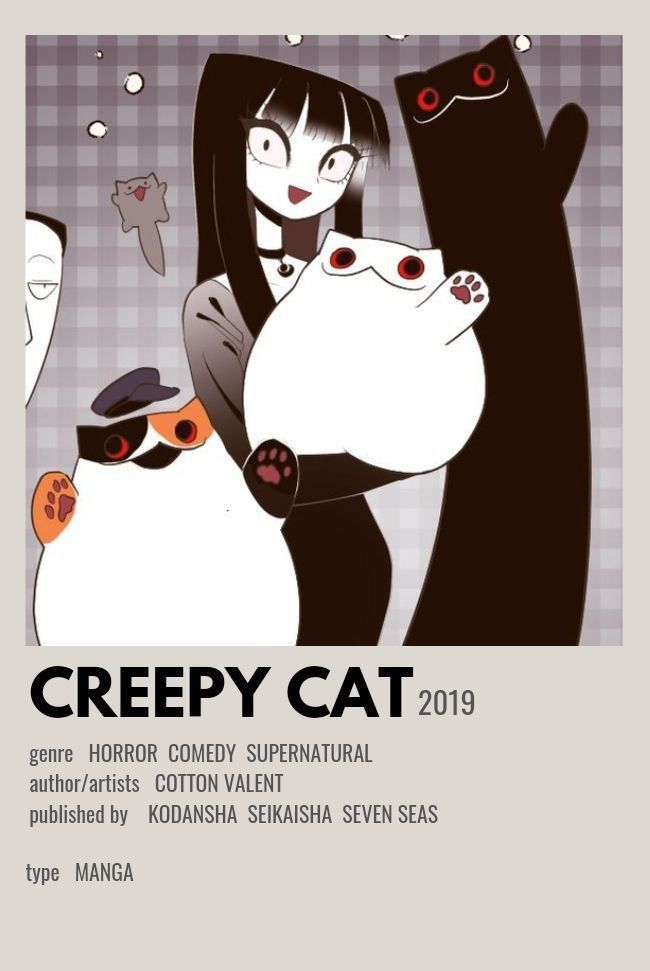 CREEPY CAT 2019
genre HORROR COMEDY SUPERNATURAL
author/artists COTTON VALENT
published by KODANSHA SEIKAISHA SEVEN SEAS
type MANGA